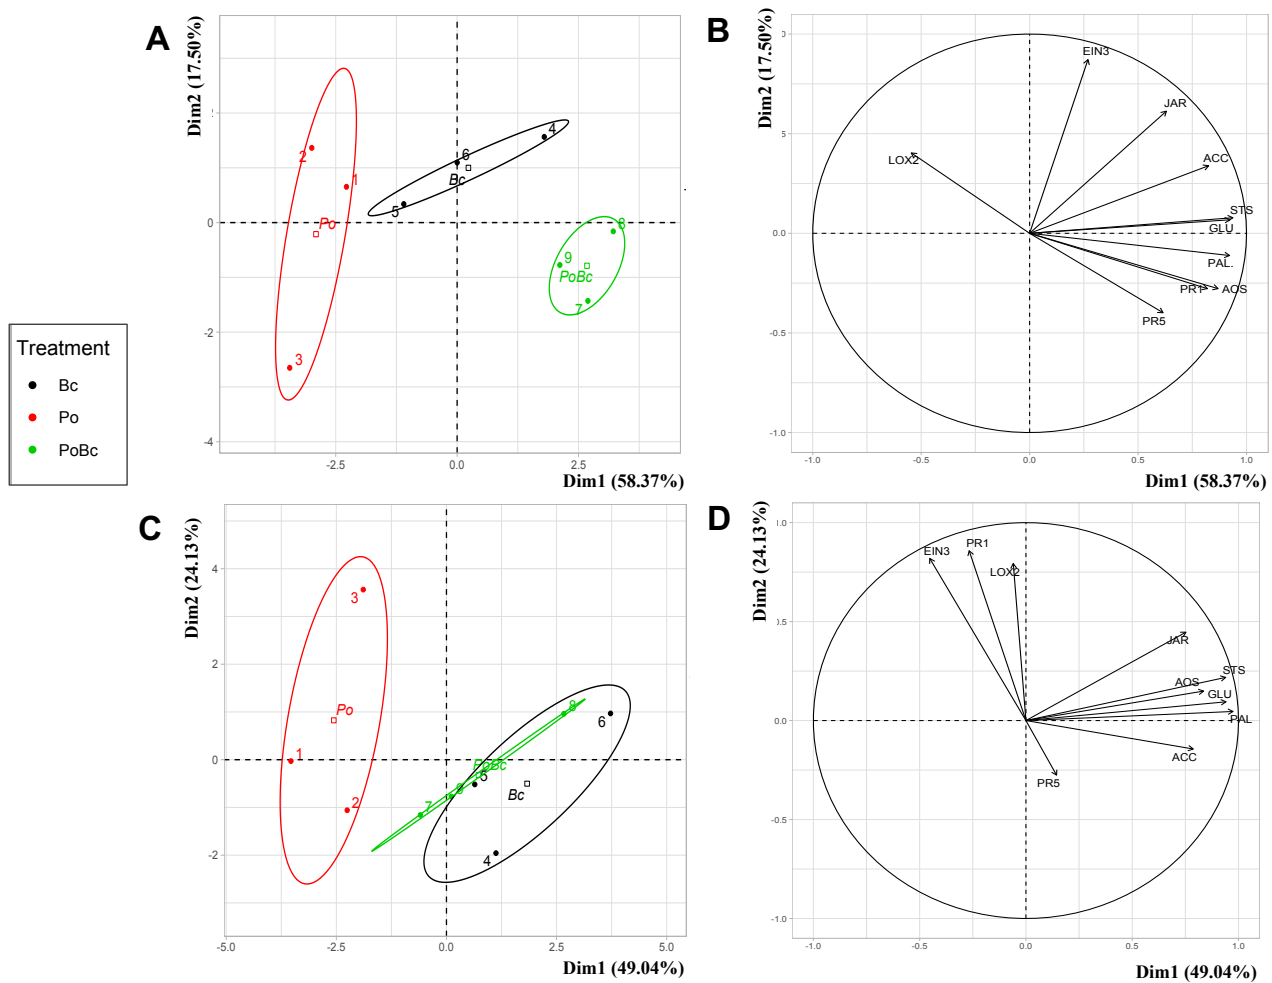 A
Dim2 (17.50%)
2
1
3
Po
6
4
5
Bc
8
9
7
PoBc
0
-2
-4
-2.5
0.0
2.5
Dim1 (58.37%)
B
Dim2 (17.50%)
EIN3
JAR
LOX2
ACC
STS
GLU
PAL.
PR1
AOS
PR5
0.0
-0.5
-1.0
-1.0
-0.5
0.0
0.5
1.0
Dim1 (58.37%)
Treatment
Bc
Po
PoBc
C
Dim2 (24.13%)
4
2
0
-2
3
Po
1
2
8
6
PoBc
5
9
Bc
7
4
-5.0
-2.5
0.0
2.5
5.0
Dim1 (49.04%)
D
Dim2 (24.13%)
EIN3
PR1
LOX2
JAR
STS
AOS
GLU
PAL
ACC
PR5
0.0
-0.5
-1.0
-1.0
-0.5
0.0
0.5
1.0
Dim1 (49.04%)